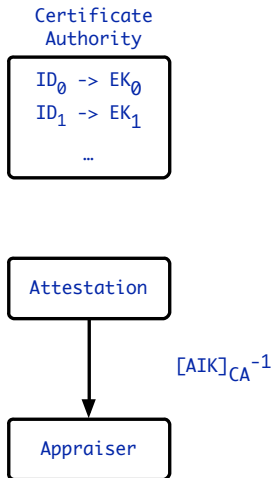 Certificate
Authority
ID₀ -> EK₀
ID₁ -> EK₁
…
Attestation
[AIK]CA⁻¹
Appraiser